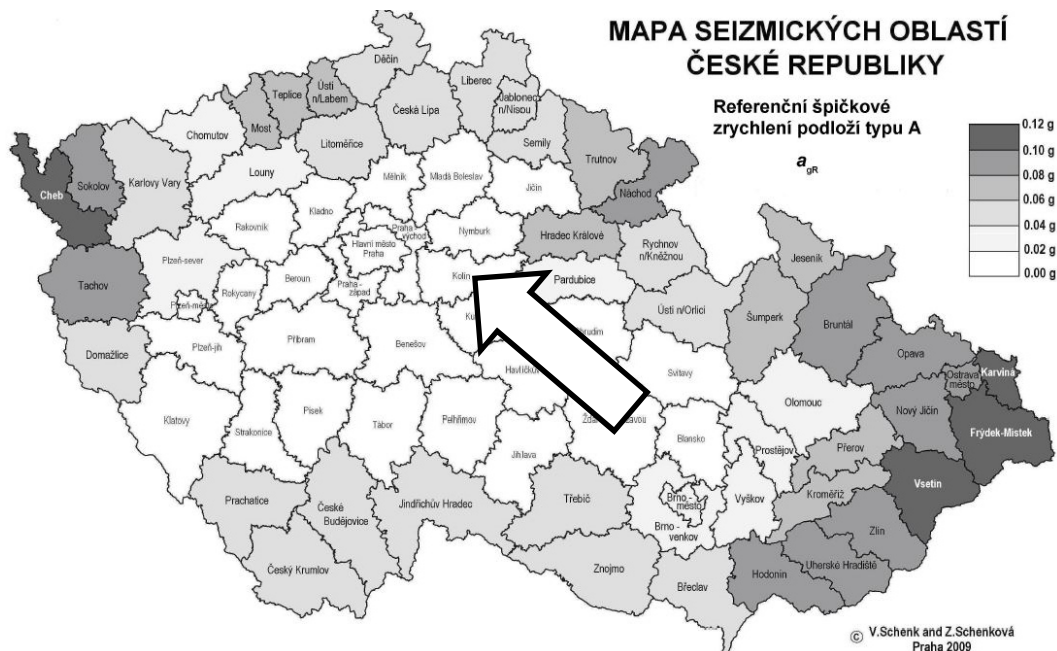 MAPA SEIZMICKÝCH OBLASTÍ
ČESKÉ REPUBLIKY
Referenční špičkové
zrychlení podloží typu A
a gR
0.12 g
0.10 g
0.08 g
0.06 g
0.04 g
0.02 g
0.00 g
Děčín
Liberec
Ústí
n/Labem
Teplice
Jablonec
n/Nisou
Česká Lípa
Most
Chomutov
Litoměřice
Semily
Trutnov
Louny
Mělník
Mladá Boleslav
Jičín
Náchod
Cheb
Sokolov
Karlovy Vary
Kladno
Rakovník
Praha-
východ
Nymburk
Hradec Králové
Rychnov
n/Kněžnou
Hlavní město
Praha
Jeseník
Plzeň-sever
Beroun
Kolín
Pardubice
Tachov
Rokycany
Praha-
západ
Plzeň-město
Ústí n/Orlicí
Šumperk
Bruntál
Ku
hrudim
Příbram
Benešov
Domažlice
Plzeň-jih
Opava
Karviná
Ostrava
město
Havlíčků
Svitavy
Olomouc
Nový Jičín
Frýdek-Místek
Klatovy
Písek
Strakonice
Tábor
Pelhřimov
Žďár
avou
Blansko
Prostějov
Přerov
Jihlava
Vsetín
Prachatice
České
Budějovice
Jindřichův Hradec
Třebíč
Brno-
město
Vyškov
Kroměříž
Brno -
venkov
Zlín
Český Krumlov
Znojmo
Břeclav
Hodonín
Uherské Hradiště
© V.Schenk and Z.Schenková
Praha 2009